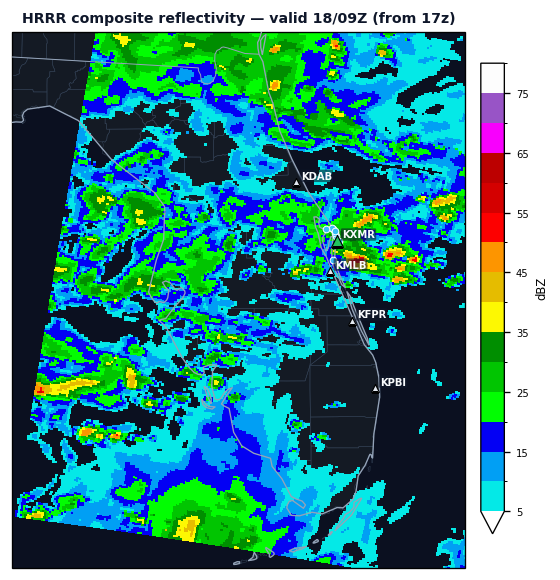 HRRR composite reflectivity — valid 18/09Z (from 17z)
75
65
55
45
35
25
15
5
dBZ
KDAB
KXMR
KMLB
KFPR
KPBI